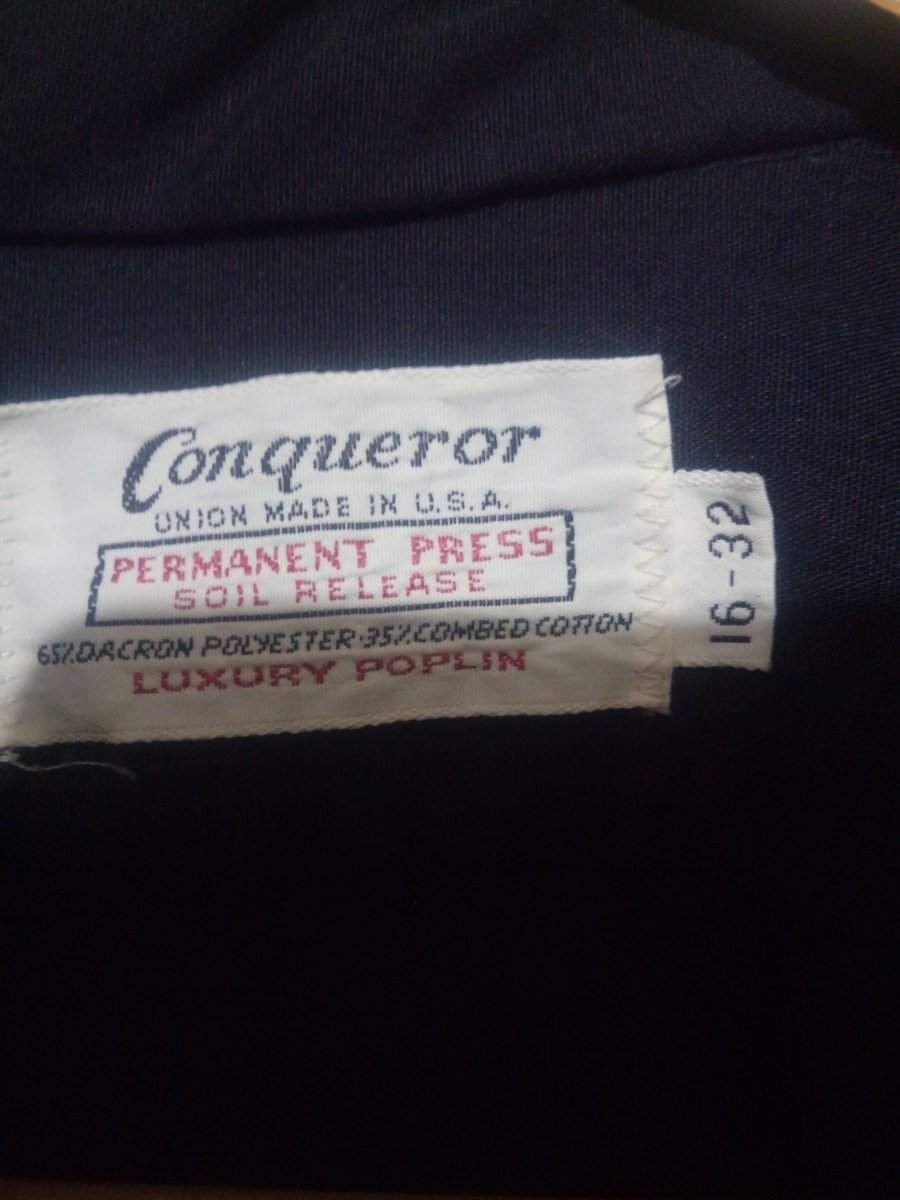 Conqueror
UNION MADE IN U.S.A.
PERMANENT PRESS
SOIL RELEASE
65% DACRON POLYESTER·35% COMBED COTTON
LUXURY POPLIN
16-32